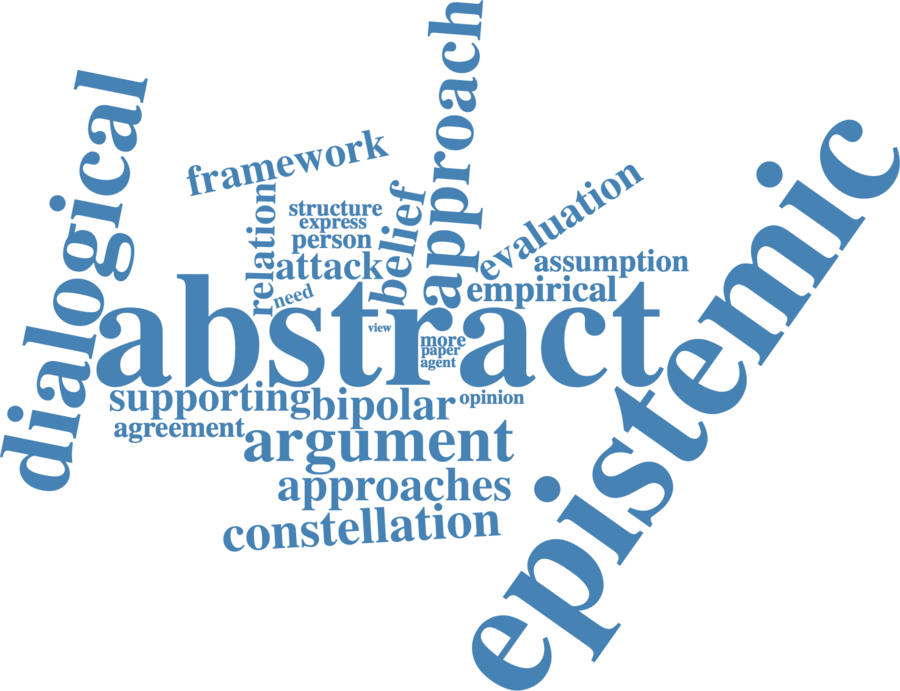 approach
dialogical
epistemic
framework
evaluation
relation
belief
structure
express
person
attack
assumption
need
empirical
abstract
view
more
paper
agent
supporting
bipolar
opinion
agreement
argument
approaches
constellation